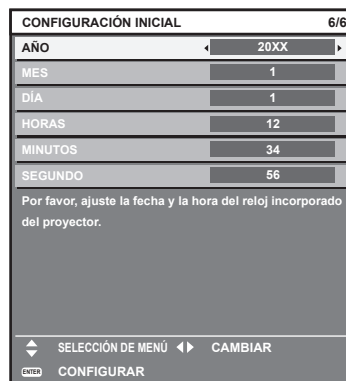 CONFIGURACIÓN INICIAL 6/6
AÑO 20XX
MES 1
DÍA 1
HORAS 12
MINUTOS 34
SEGUNDO 56
Por favor, ajuste la fecha y la hora del reloj incorporado
del proyector.
SELECCIÓN DE MENÚ CAMBIAR
ENTER CONFIGURAR